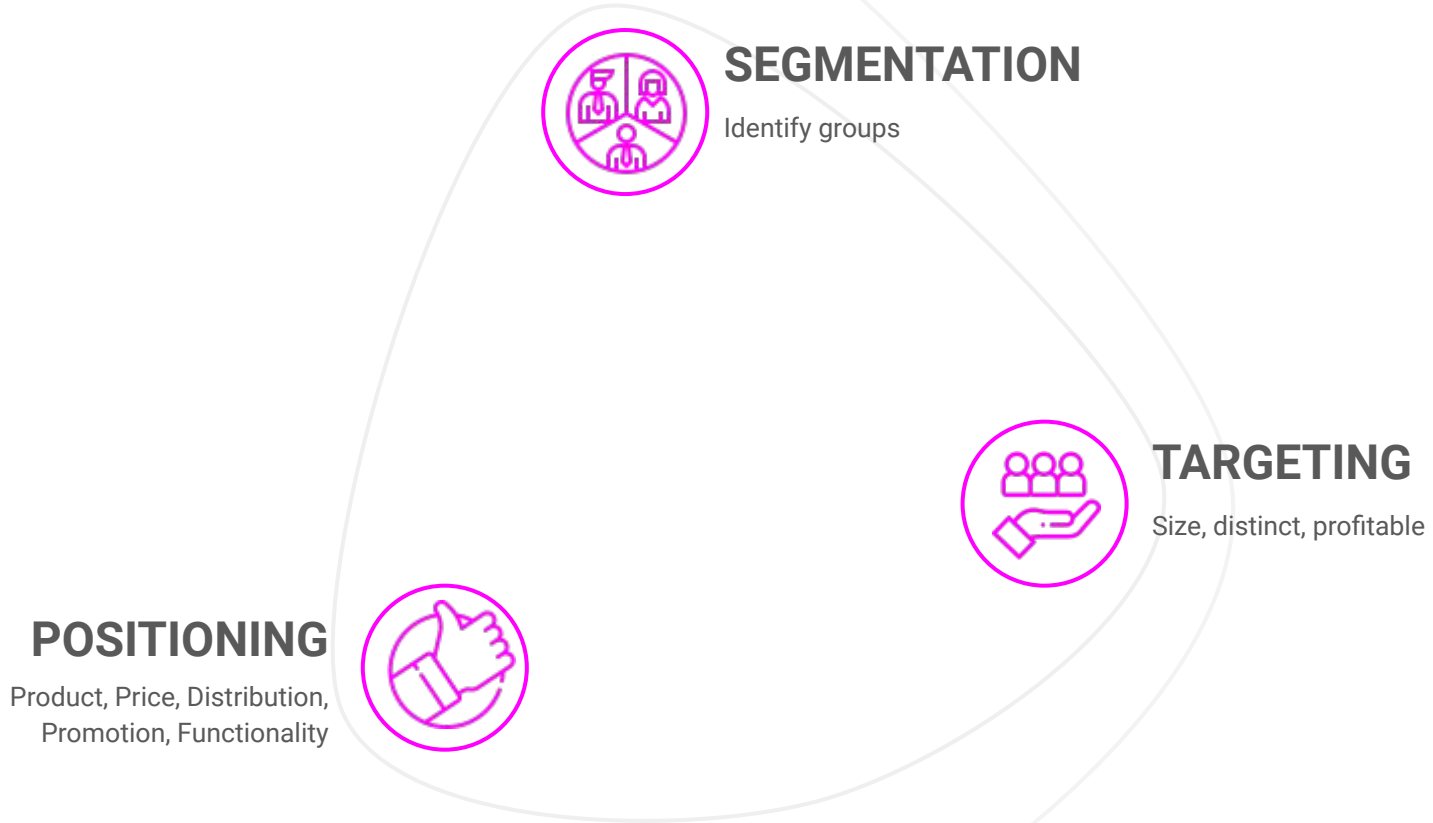 SEGMENTATION
Identify groups
TARGETING
Size, distinct, profitable
POSITIONING
Product, Price, Distribution,
Promotion, Functionality